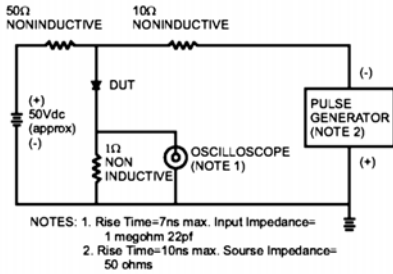 50Ω
NONINDUCTIVE
10Ω
NONINDUCTIVE
(+)
50Vdc
(approx)
(-)
DUT
1Ω
NON
INDUCTIVE
OSCILLOSCOPE
(NOTE 1)
(-)
PULSE
GENERATOR
(NOTE 2)
(+)
NOTES: 1. Rise Time=7ns max. Input Impedance=
1 megohm 22pf
2. Rise Time=10ns max. Sourse Impedance=
50 ohms